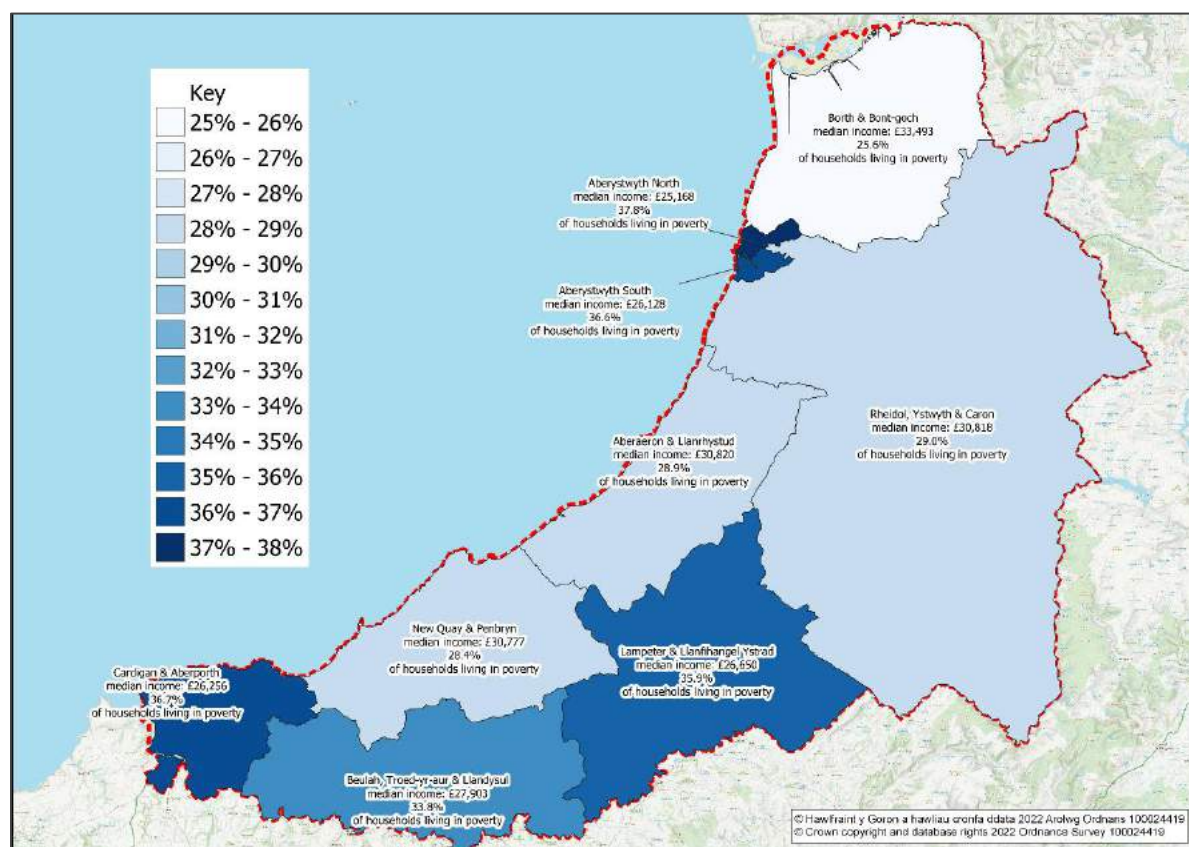 Key
25% - 26%
26% - 27%
27% - 28%
28% - 29%
29% - 30%
30% - 31%
31% - 32%
32% - 33%
33% - 34%
34% - 35%
35% - 36%
36% - 37%
37% - 38%
Borth & Bont-goch
median income: £33,493
25.6%
of households living in poverty
Aberystwyth North
median income: £25,168
37.8%
of households living in poverty
Aberystwyth South
median income: £26,128
36.6%
of households living in poverty
Rheidol, Ystwyth & Caron
median income: £30,818
29.0%
of households living in poverty
Aberaeron & Llanrhystud
median income: £30,820
28.9%
of households living in poverty
New Quay & Penbryn
median income: £30,777
28.4%
of households living in poverty
Lampeter & Llanfihangel Ystrad
median income: £26,650
35.9%
of households living in poverty
Cardigan & Aberporth
median income: £26,256
36.7%
of households living in poverty
Beulah, Troed-yr-aur & Llandysul
median income: £27,903
33.8%
of households living in poverty
© Hawlfraint y Goron a hawliau cronfa ddata 2022 Arolwg Ordnans 100024419
© Crown copyright and database rights 2022 Ordnance Survey 100024419